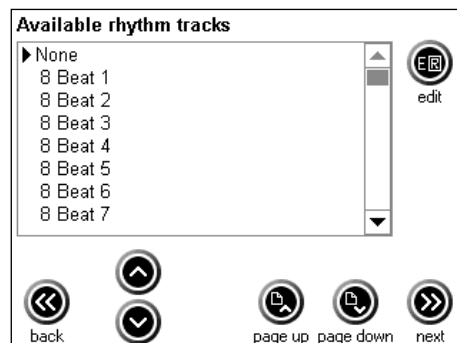 Available rhythm tracks
None
8 Beat 1
8 Beat 2
8 Beat 3
8 Beat 4
8 Beat 5
8 Beat 6
8 Beat 7
ER
edit
back
page up
page down
next